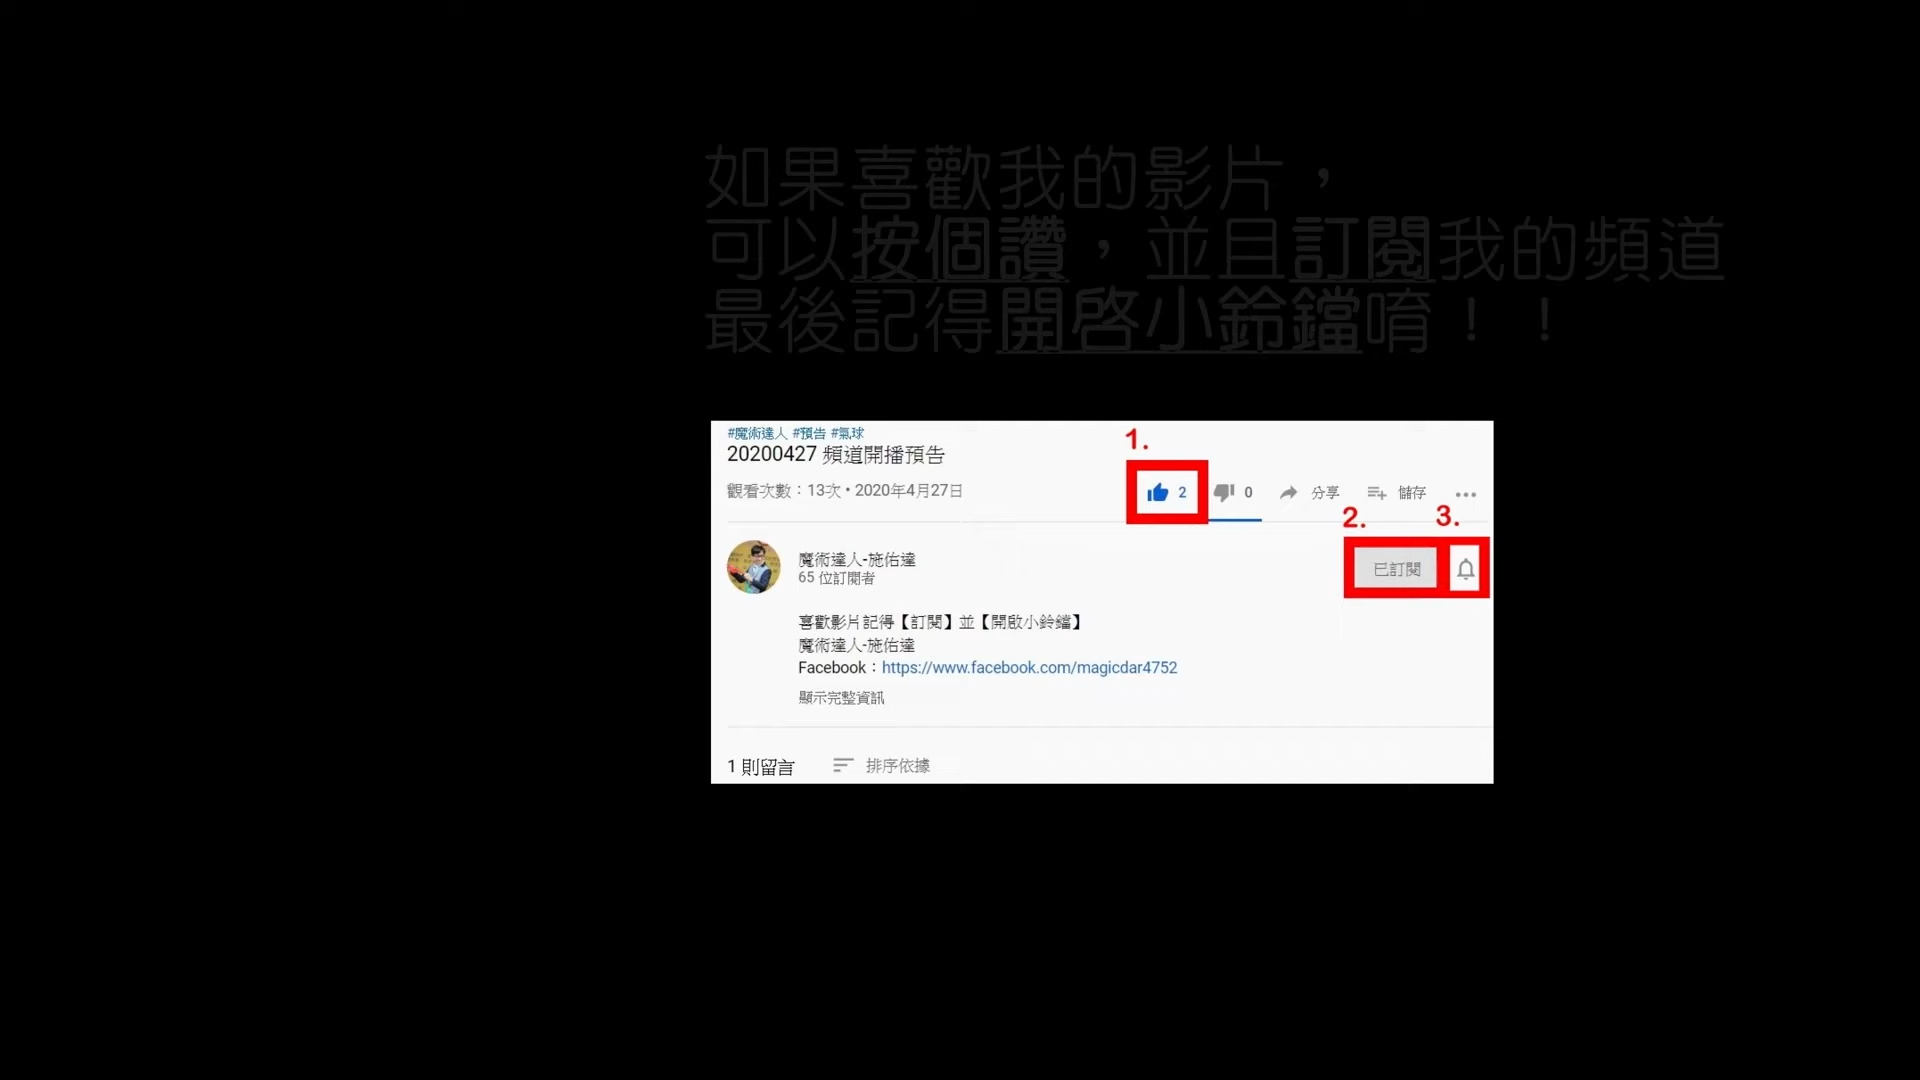 如果喜歡我的影片，
可以按個讚，並且訂閱我的頻道
最後記得開啓小鈴鐺唷！！
#魔術達人 #預告 #氣球
20200427 頻道開播預告
觀看次數：13次 • 2020年4月27日
1.
2
0
分享
儲存
2.
3.
魔術達人-施佑達
65 位訂閱者
已訂閱
喜歡影片記得【訂閱】並【開啟小鈴鐺】
魔術達人-施佑達
Facebook：https://www.facebook.com/magicdar4752
顯示完整資訊
1 則留言
排序依據